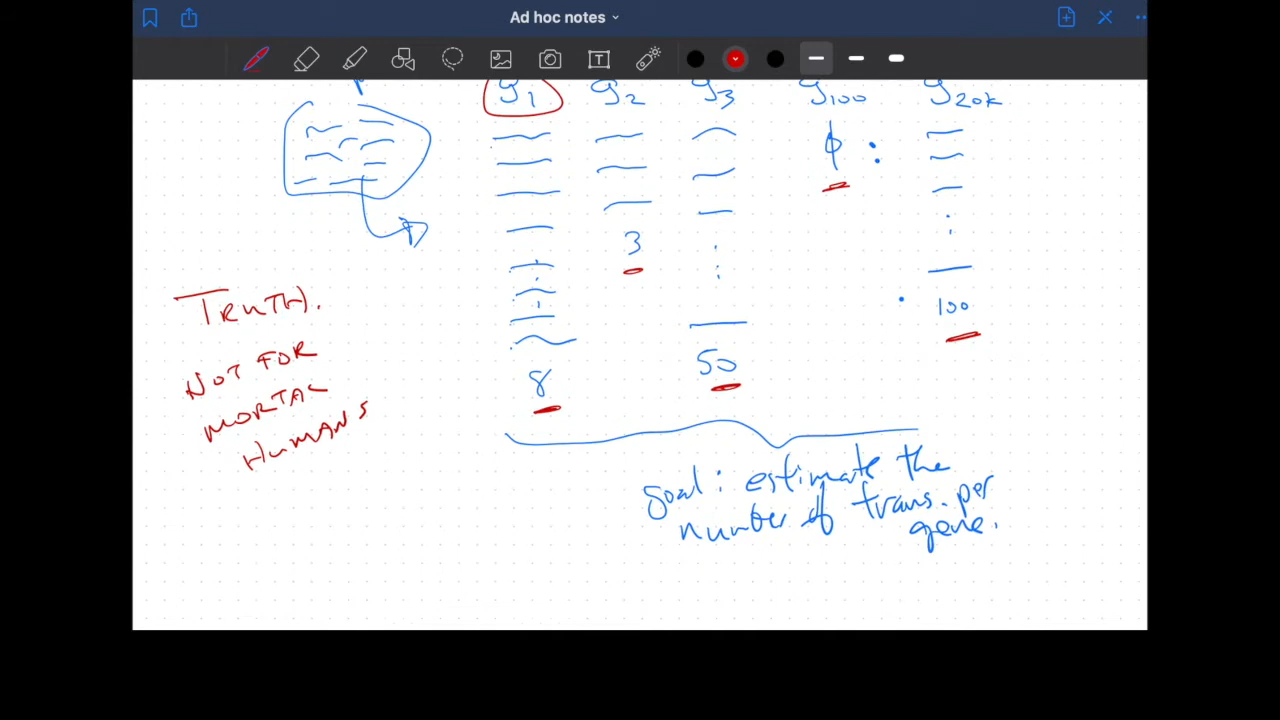 Ad hoc notes
T
g1 g2 g3 g100 g20k
φ :
3
100
50
8
TRUTH.
NOT FOR
MORTAL
HUMANS
goal: estimate the
number of trans. per
gene.